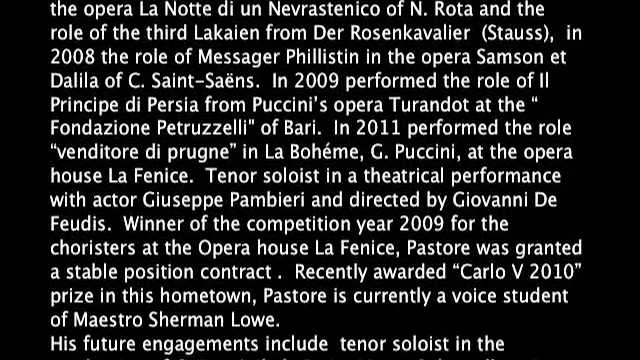 the opera La Notte di un Nevrastenico of N. Rota and the
role of the third Lakaien from Der Rosenkavalier (Stauss), in
2008 the role of Messager Phillistin in the opera Samson et
Dalila of C. Saint-Saëns. In 2009 performed the role of Il
Principe di Persia from Puccini's opera Turandot at the “
Fondazione Petruzzelli" of Bari. In 2011 performed the role
“venditore di prugne” in La Bohéme, G. Puccini, at the opera
house La Fenice. Tenor soloist in a theatrical performance
with actor Giuseppe Pambieri and directed by Giovanni De
Feudis. Winner of the competition year 2009 for the
choristers at the Opera house La Fenice, Pastore was granted
a stable position contract . Recently awarded “Carlo V 2010”
prize in this hometown, Pastore is currently a voice student
of Maestro Sherman Lowe.
His future engagements include tenor soloist in the